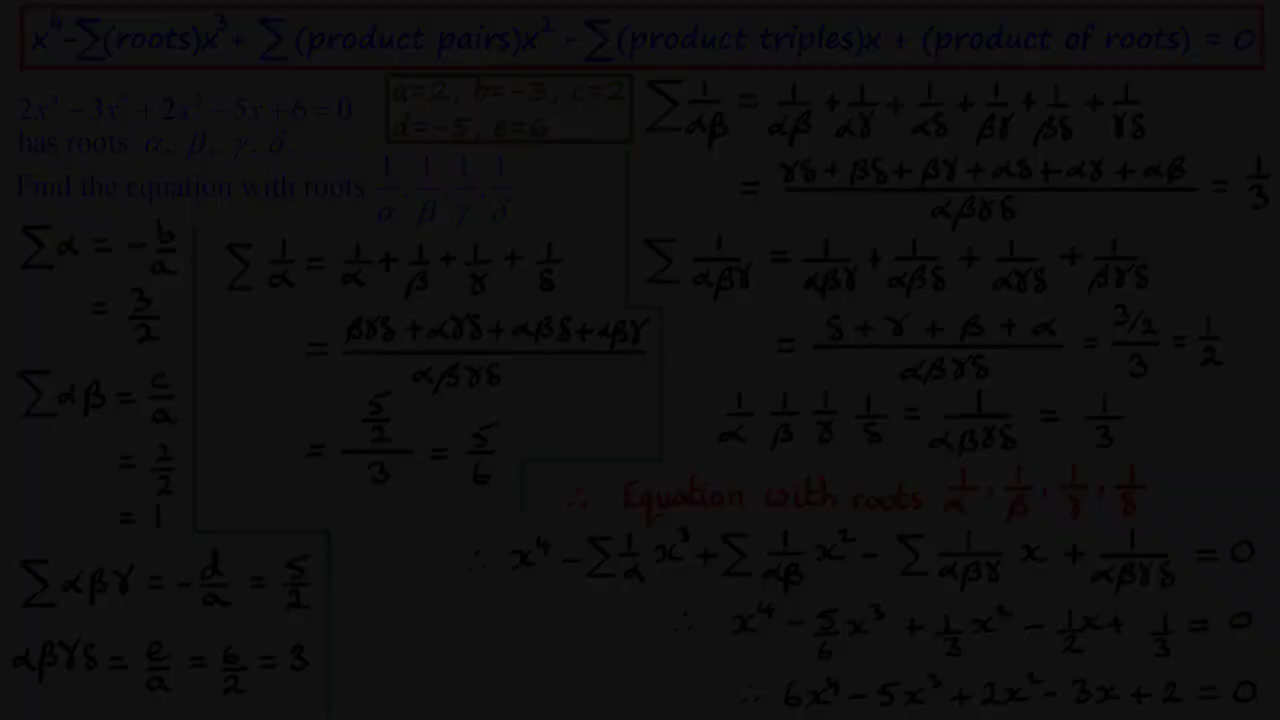 x⁴ - ∑(roots)x³ + ∑(product pairs)x² - ∑(product triples)x + (product of roots) = 0
2x⁴ - 3x³ + 2x² - 5x + 6 = 0
has roots α, β, γ, δ.
Find the equation with roots 1/α, 1/β, 1/γ, 1/δ
a=2, b=-3, c=2
d=-5, e=6
∑α = -b/a
= 3/2
∑αβ = c/a
= 2/2
= 1
∑αβγ = -d/a = 5/2
αβγδ = e/a = 6/2 = 3
∑ 1/α = 1/α + 1/β + 1/γ + 1/δ
= (βγδ + αγδ + αβδ + αβγ)/(αβγδ)
= (5/2)/3 = 5/6
∑ 1/αβ = 1/αβ + 1/αγ + 1/αδ + 1/βγ + 1/βδ + 1/γδ
= (γδ + βδ + βγ + αδ + αγ + αβ)/(αβγδ) = 1/3
∑ 1/αβγ = 1/αβγ + 1/αβδ + 1/αγδ + 1/βγδ
= (δ + γ + β + α)/(αβγδ) = (3/2)/3 = 1/2
1/α 1/β 1/γ 1/δ = 1/αβγδ = 1/3
∴ Equation with roots 1/α, 1/β, 1/γ, 1/δ
∴ x⁴ - ∑ 1/α x³ + ∑ 1/αβ x² - ∑ 1/αβγ x + 1/αβγδ = 0
∴ x⁴ - 5/6 x³ + 1/3 x² - 1/2 x + 1/3 = 0
∴ 6x⁴ - 5x³ + 2x² - 3x + 2 = 0